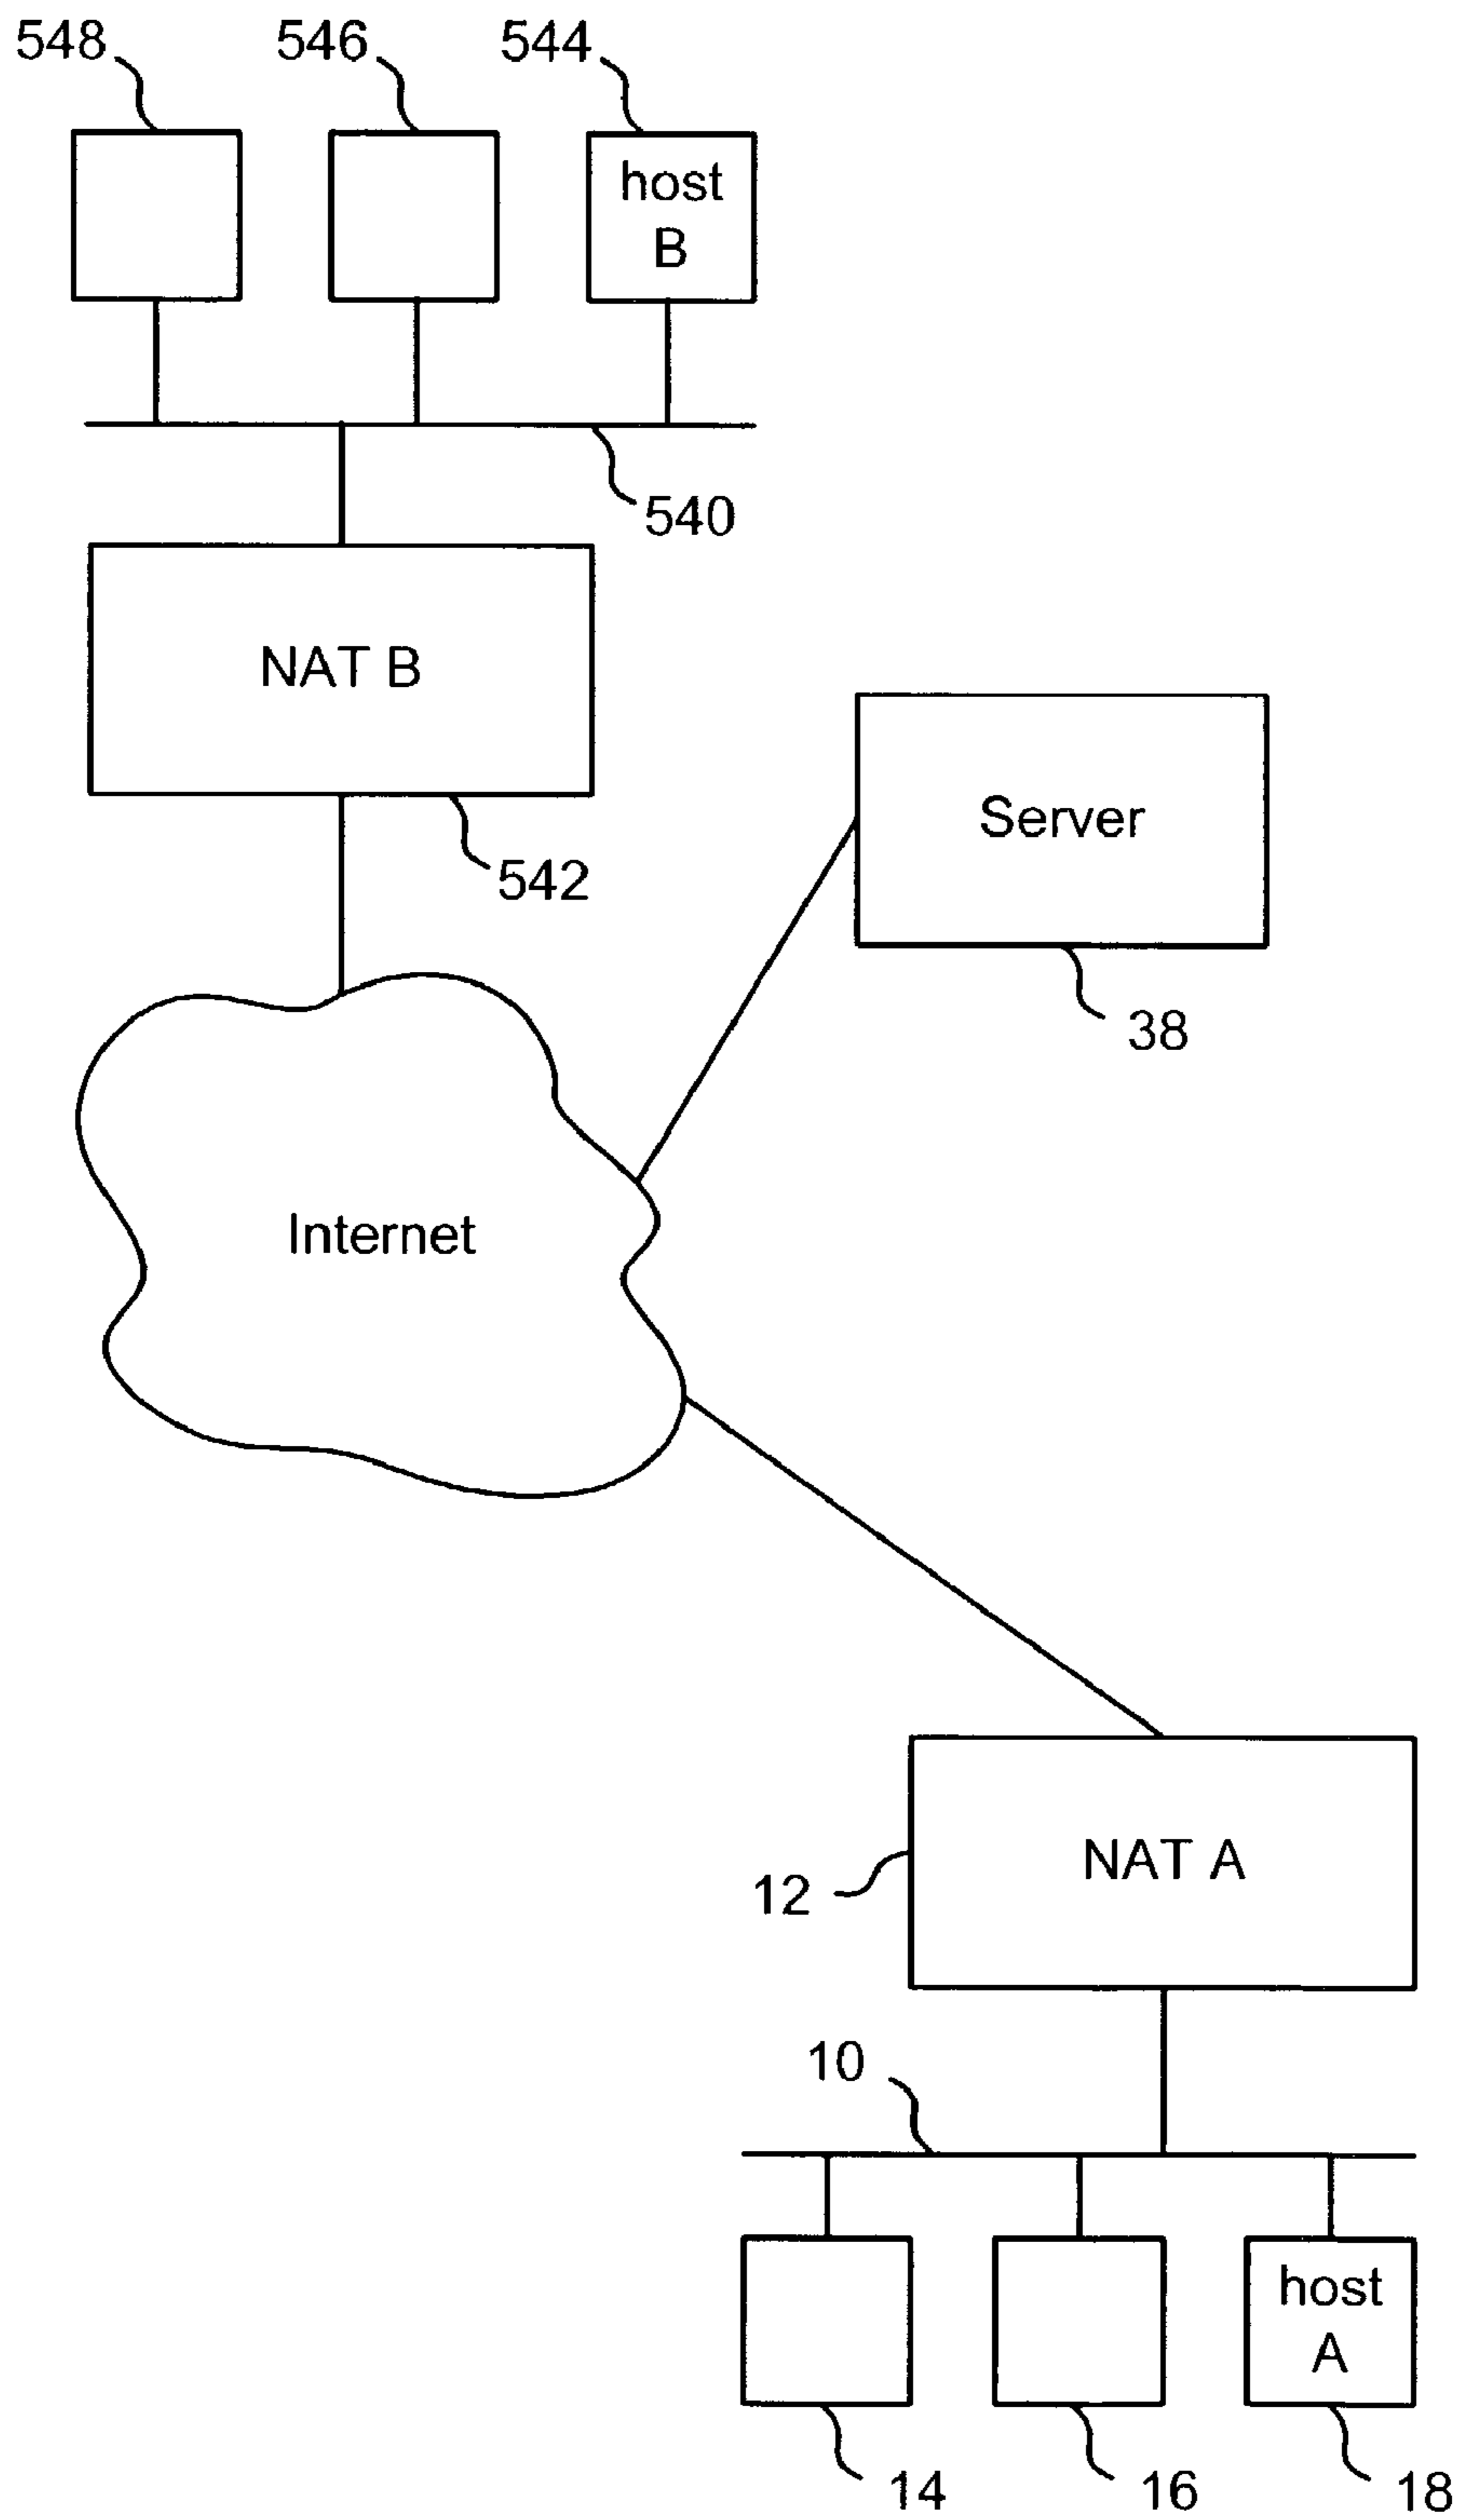 548 546 544
host
B
540
NAT B
Server
542
38
Internet
NAT A
12
10
host
A
14 16 18